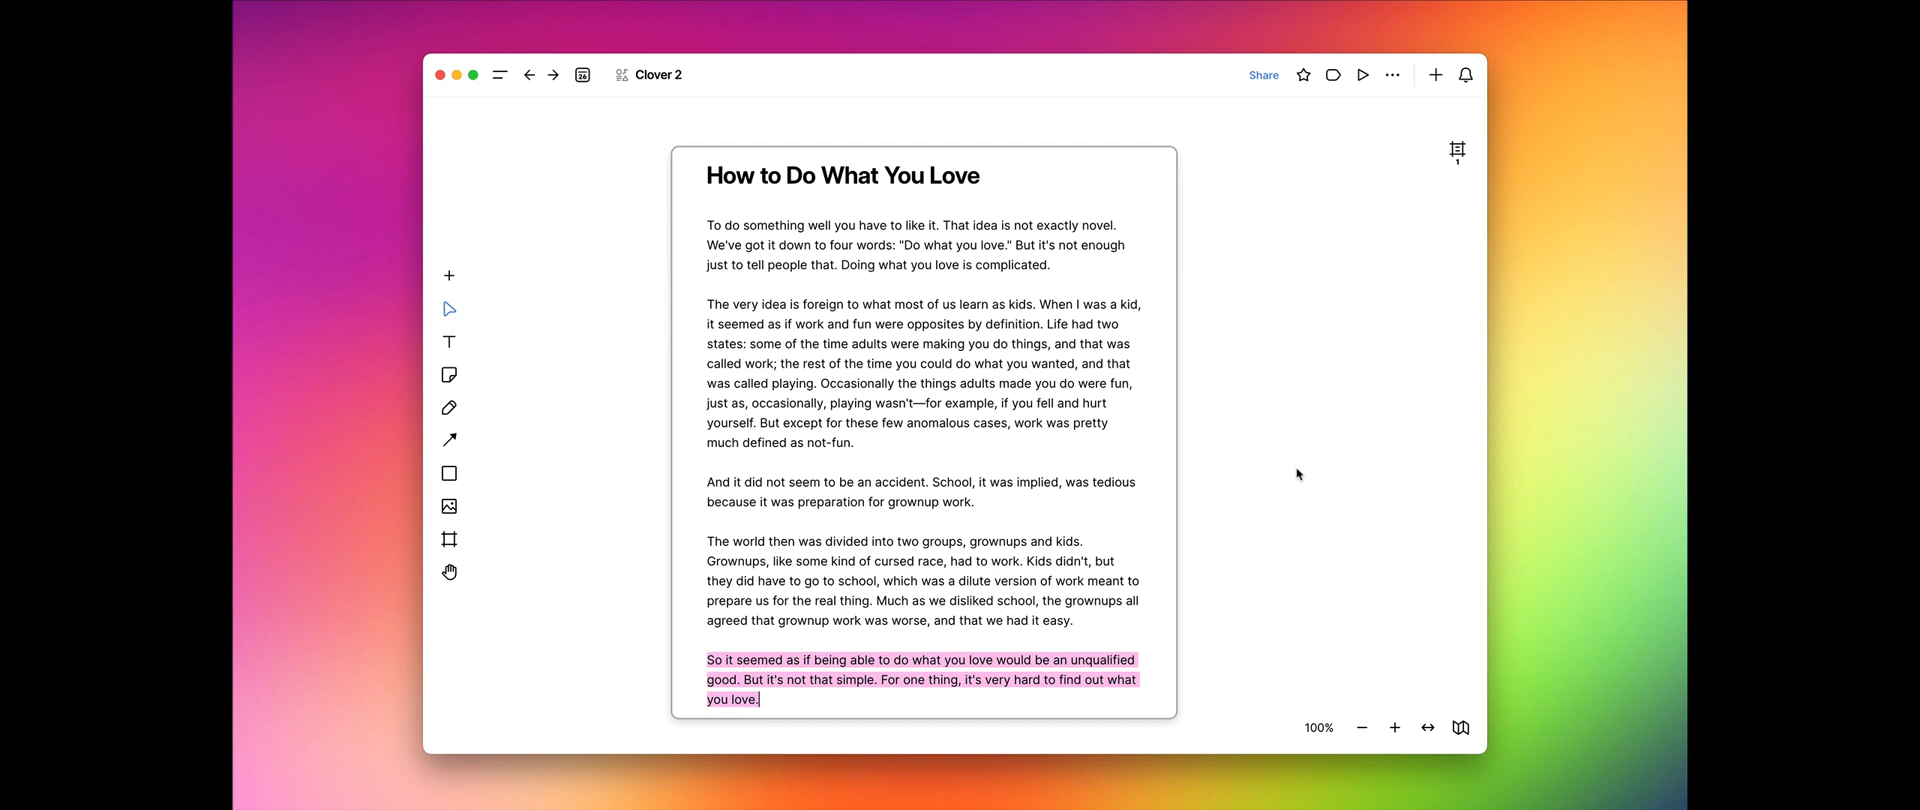 26
Clover 2
Share
1
How to Do What You Love
To do something well you have to like it. That idea is not exactly novel.
We've got it down to four words: "Do what you love." But it's not enough
just to tell people that. Doing what you love is complicated.
The very idea is foreign to what most of us learn as kids. When I was a kid,
it seemed as if work and fun were opposites by definition. Life had two
states: some of the time adults were making you do things, and that was
called work; the rest of the time you could do what you wanted, and that
was called playing. Occasionally the things adults made you do were fun,
just as, occasionally, playing wasn't—for example, if you fell and hurt
yourself. But except for these few anomalous cases, work was pretty
much defined as not-fun.
And it did not seem to be an accident. School, it was implied, was tedious
because it was preparation for grownup work.
The world then was divided into two groups, grownups and kids.
Grownups, like some kind of cursed race, had to work. Kids didn't, but
they did have to go to school, which was a dilute version of work meant to
prepare us for the real thing. Much as we disliked school, the grownups all
agreed that grownup work was worse, and that we had it easy.
So it seemed as if being able to do what you love would be an unqualified
good. But it's not that simple. For one thing, it's very hard to find out what
you love.
100%